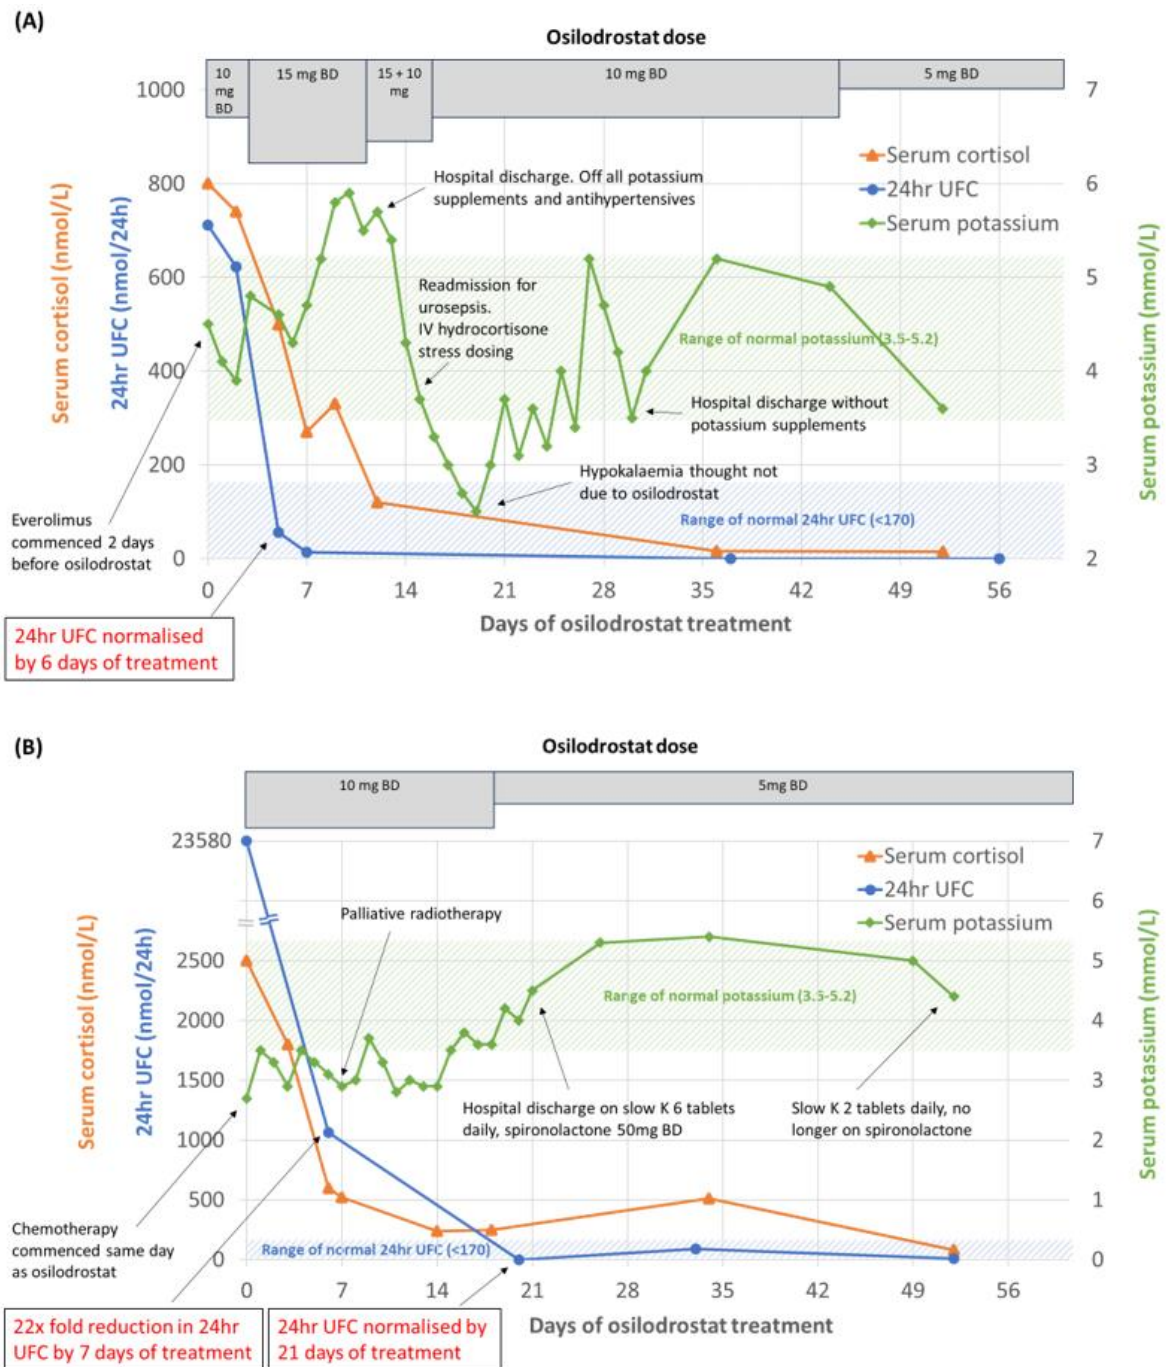 (A)
Osilodrostat dose
10
mg
BD
15 mg BD
15 + 10
mg
10 mg BD
5 mg BD
1000
800
600
400
200
0
7
6
5
4
3
2
Serum cortisol (nmol/L)
24hr UFC (nmol/24h)
Serum potassium (mmol/L)
Serum cortisol
24hr UFC
Serum potassium
Hospital discharge. Off all potassium
supplements and antihypertensives
Readmission for
urosepsis.
IV hydrocortisone
stress dosing
Range of normal potassium (3.5-5.2)
Hospital discharge without
potassium supplements
Hypokalaemia thought not
due to osilodrostat
Range of normal 24hr UFC (<170)
Everolimus
commenced 2 days
before osilodrostat
0 7 14 21 28 35 42 49 56
Days of osilodrostat treatment
24hr UFC normalised
by 6 days of treatment
(B)
Osilodrostat dose
10 mg BD
5mg BD
23580
2500
2000
1500
1000
500
0
7
6
5
4
3
2
1
0
Serum cortisol (nmol/L)
24hr UFC (nmol/24h)
Serum potassium (mmol/L)
Serum cortisol
24hr UFC
Serum potassium
Palliative radiotherapy
Range of normal potassium (3.5-5.2)
Hospital discharge on slow K 6 tablets
daily, spironolactone 50mg BD
Slow K 2 tablets daily, no
longer on spironolactone
Range of normal 24hr UFC (<170)
Chemotherapy
commenced same day
as osilodrostat
0 7 14 21 28 35 42 49 56
Days of osilodrostat treatment
22x fold reduction in 24hr
UFC by 7 days of treatment
24hr UFC normalised by
21 days of treatment